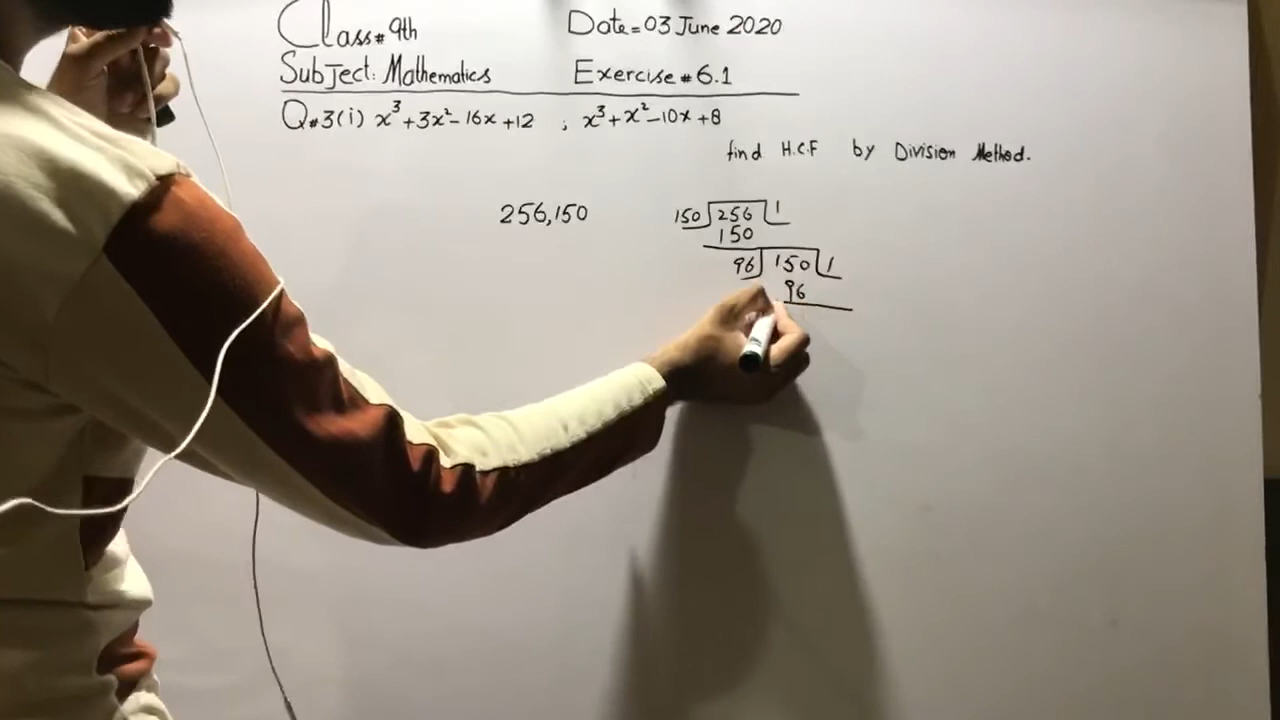 Class# 9th Date=03 June 2020
Subject: Mathematics Exercise # 6.1
Q#3(i) x³+3x²-16x+12 ; x³+x²-10x+8
find H.C.F by Division Method.
256,150
150 256 1
150
96 150 1
96